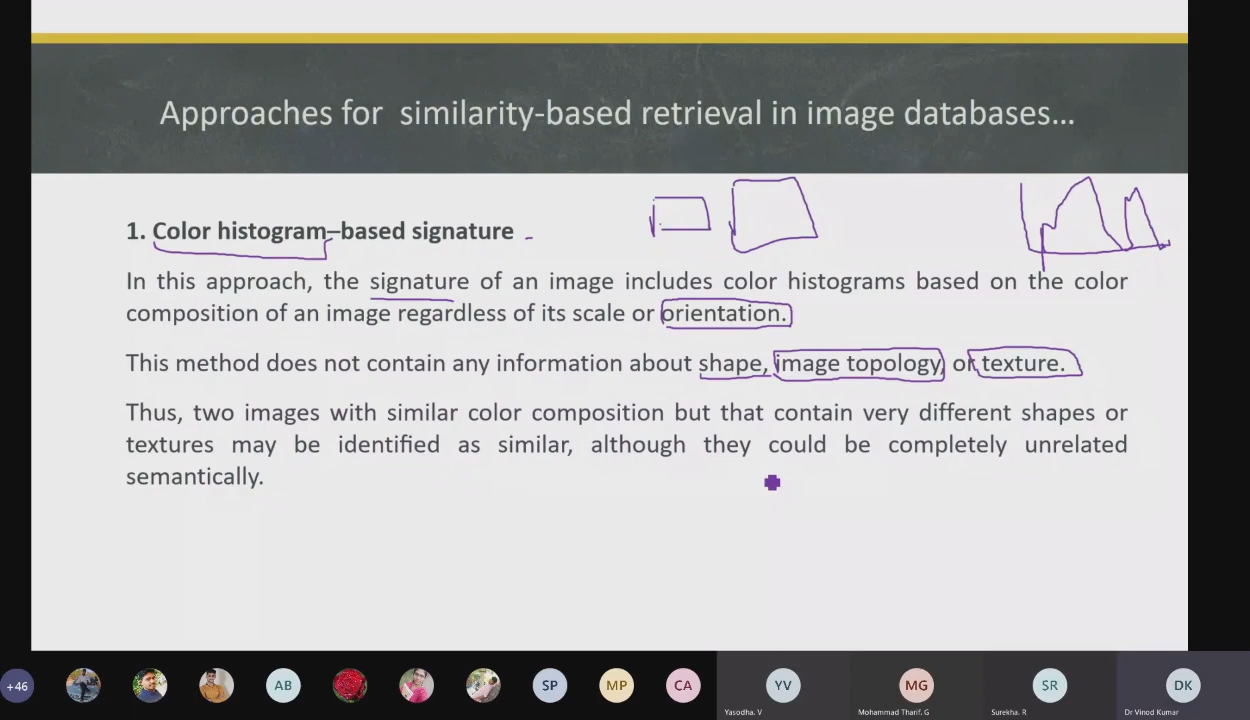 Approaches for similarity-based retrieval in image databases…
1. Color histogram–based signature
In this approach, the signature of an image includes color histograms based on the color
composition of an image regardless of its scale or orientation.
This method does not contain any information about shape, image topology, or texture.
Thus, two images with similar color composition but that contain very different shapes or
textures may be identified as similar, although they could be completely unrelated
semantically.
+46
AB
SP
MP
CA
YV
MG
SR
DK
Yasodha. V
Mohammad Tharif. G
Surekha. R
Dr Vinod Kumar